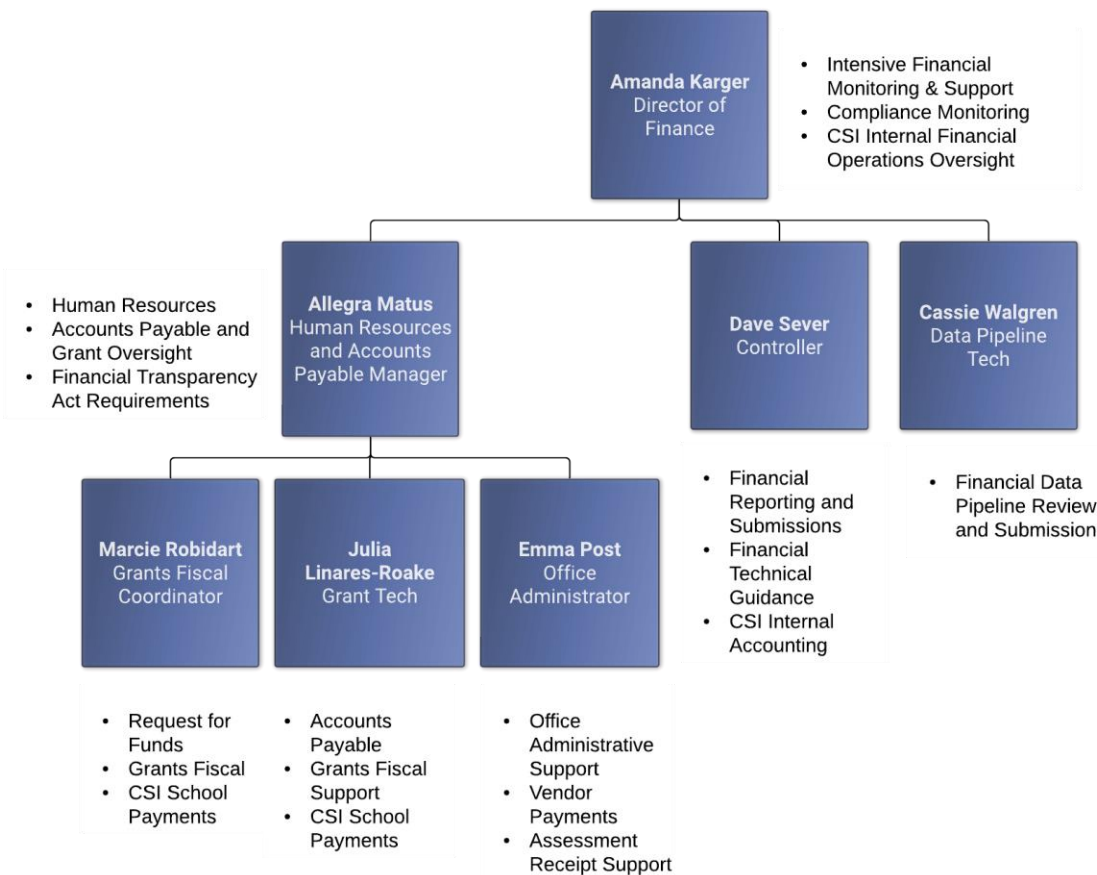 Amanda Karger
Director of
Finance
• Intensive Financial
Monitoring & Support
• Compliance Monitoring
• CSI Internal Financial
Operations Oversight
• Human Resources
• Accounts Payable and
Grant Oversight
• Financial Transparency
Act Requirements
Allegra Matus
Human Resources
and Accounts
Payable Manager
Dave Sever
Controller
Cassie Walgren
Data Pipeline
Tech
Marcie Robidart
Grants Fiscal
Coordinator
Julia
Linares-Roake
Grant Tech
Emma Post
Office
Administrator
• Financial
Reporting and
Submissions
• Financial
Technical
Guidance
• CSI Internal
Accounting
• Financial Data
Pipeline Review
and Submission
• Request for
Funds
• Grants Fiscal
• CSI School
Payments
• Accounts
Payable
• Grants Fiscal
Support
• CSI School
Payments
• Office
Administrative
Support
• Vendor
Payments
• Assessment
Receipt Support